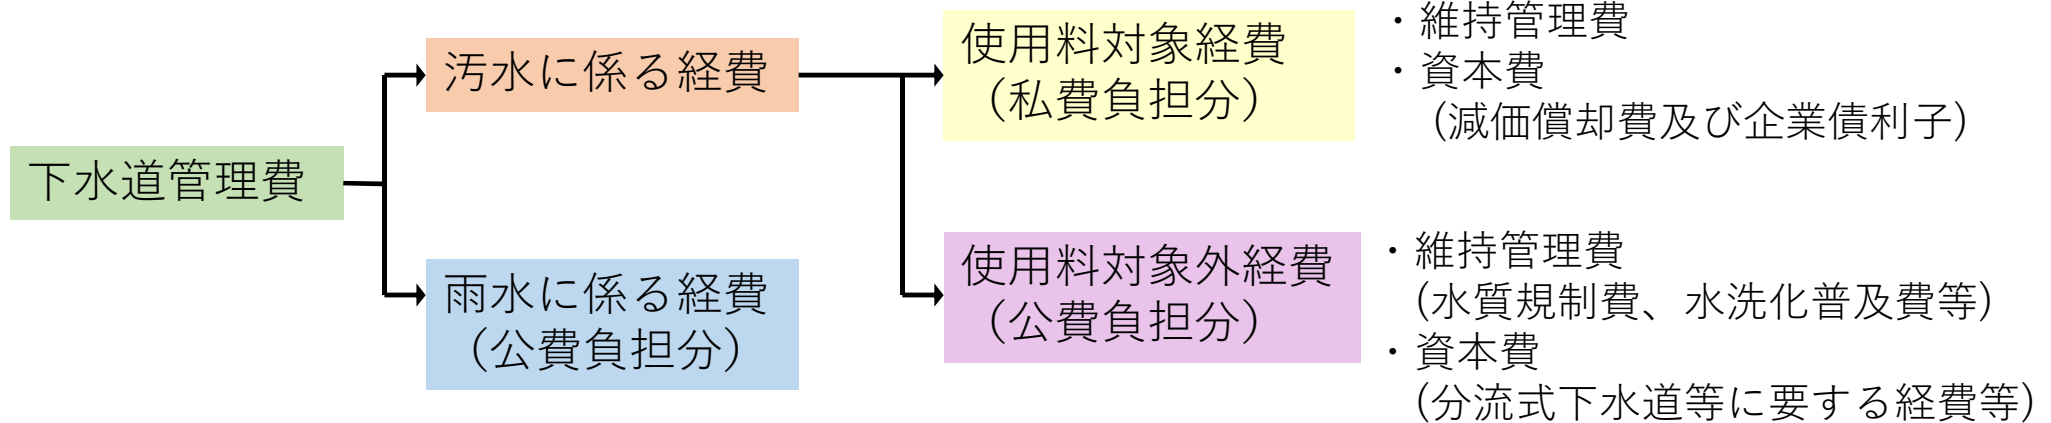 下水道管理費
汚水に係る経費
雨水に係る経費
（公費負担分）
使用料対象経費
（私費負担分）
・維持管理費
・資本費
（減価償却費及び企業債利子）
使用料対象外経費
（公費負担分）
・維持管理費
（水質規制費、水洗化普及費等）
・資本費
（分流式下水道等に要する経費等）